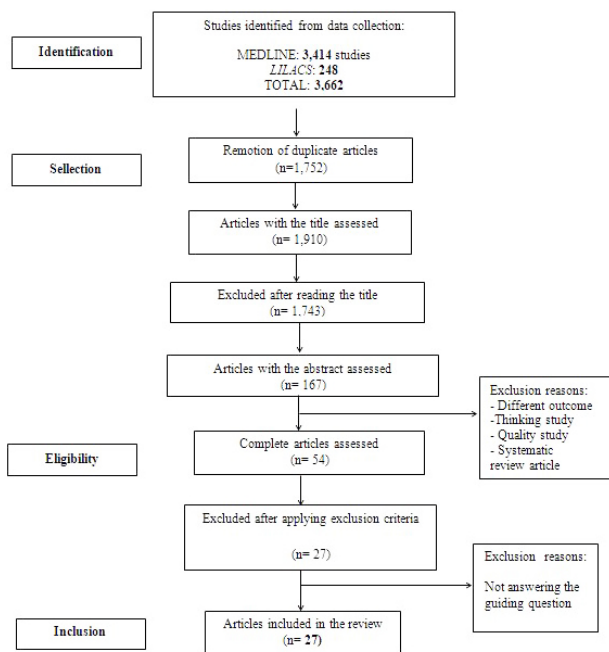 Studies identified from data collection:
Identification
MEDLINE: 3,414 studies
LILACS: 248
TOTAL: 3,662
Remotion of duplicate articles
(n=1,752)
Sellection
Articles with the title assessed
(n= 1,910)
Excluded after reading the title
(n= 1,743)
Articles with the abstract assessed
(n= 167)
Exclusion reasons:
- Different outcome
-Thinking study
- Quality study
- Systematic
review article
Complete articles assessed
(n= 54)
Eligibility
Excluded after applying exclusion criteria
(n= 27)
Exclusion reasons:
Not answering the
guiding question
Articles included in the review
(n= 27)
Inclusion